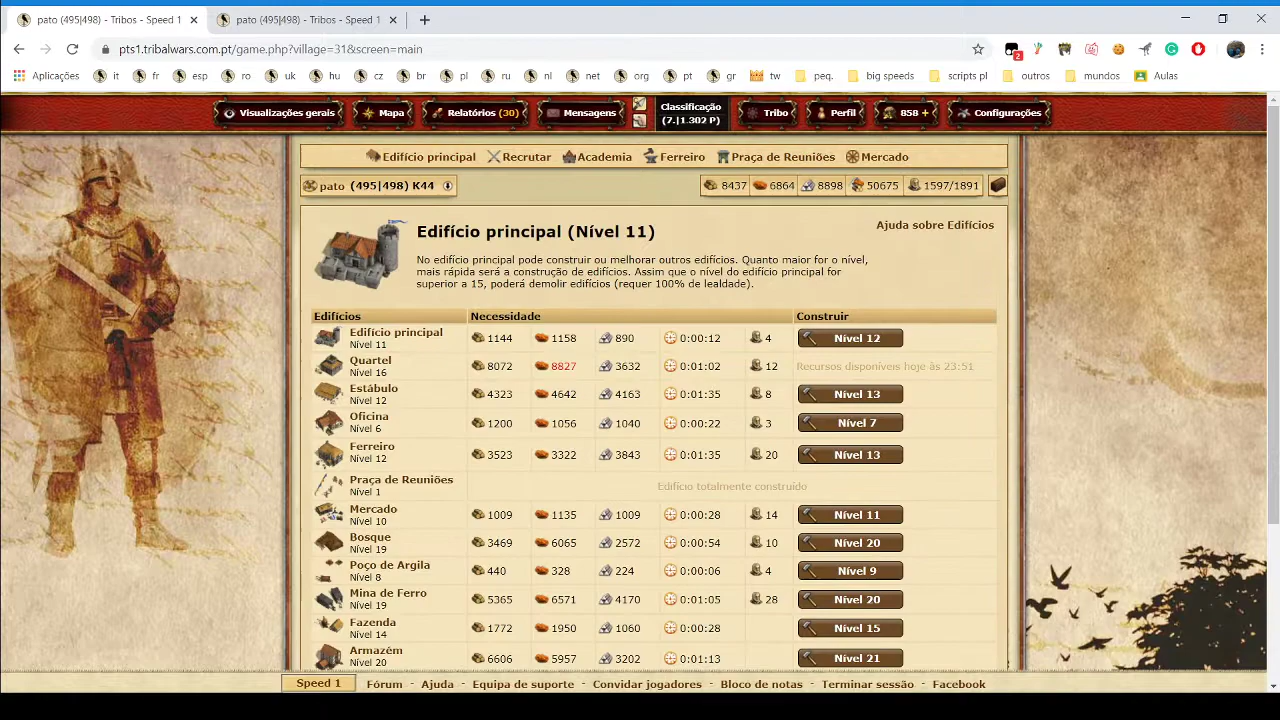 pato (495|498) - Tribos - Speed 1
pato (495|498) - Tribos - Speed 1
pts1.tribalwars.com.pt/game.php?village=31&screen=main
2
Aplicações it fr esp ro uk hu cz br pl ru nl net org pt gr tw peq. big speeds scripts pl outros mundos Aulas
Visualizações gerais Mapa Relatórios (30) Mensagens Classificação (7.|1.302 P) Tribo Perfil 858 + Configurações
Edifício principal Recrutar Academia Ferreiro Praça de Reuniões Mercado
pato (495|498) K44 8437 6864 8898 50675 1597/1891
Edifício principal (Nível 11)
Ajuda sobre Edifícios
No edifício principal pode construir ou melhorar outros edifícios. Quanto maior for o nível,
mais rápida será a construção de edifícios. Assim que o nível do edifício principal for
superior a 15, poderá demolir edifícios (requer 100% de lealdade).
Edifícios Necessidade Construir
Edifício principal
Nível 11
1144 1158 890 0:00:12 4 Nível 12
Quartel
Nível 16
8072 8827 3632 0:01:02 12 Recursos disponíveis hoje às 23:51
Estábulo
Nível 12
4323 4642 4163 0:01:35 8 Nível 13
Oficina
Nível 6
1200 1056 1040 0:00:22 3 Nível 7
Ferreiro
Nível 12
3523 3322 3843 0:01:35 20 Nível 13
Praça de Reuniões
Nível 1
Edifício totalmente construído
Mercado
Nível 10
1009 1135 1009 0:00:28 14 Nível 11
Bosque
Nível 19
3469 6065 2572 0:00:54 10 Nível 20
Poço de Argila
Nível 8
440 328 224 0:00:06 4 Nível 9
Mina de Ferro
Nível 19
5365 6571 4170 0:01:05 28 Nível 20
Fazenda
Nível 14
1772 1950 1060 0:00:28 Nível 15
Armazém
Nível 20
6606 5957 3202 0:01:13 Nível 21
Speed 1 Fórum - Ajuda - Equipa de suporte - Convidar jogadores - Bloco de notas - Terminar sessão - Facebook